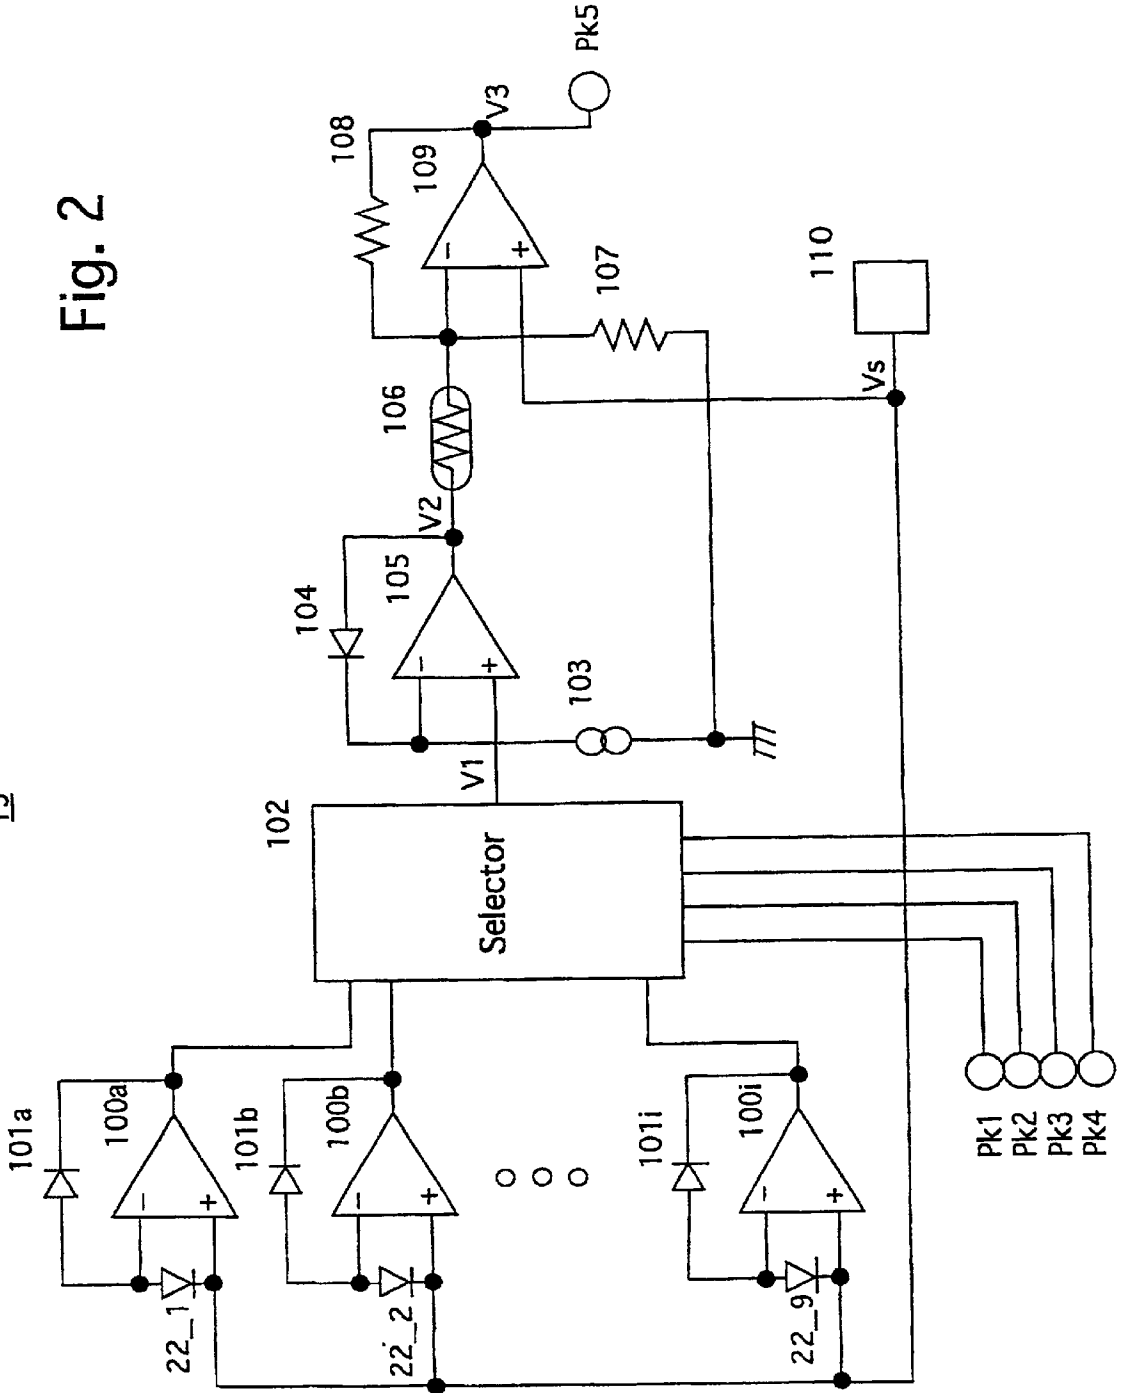 Fig. 2
Pk5
V3
108
109
107
110
Vs
106
V2
105
104
103
V1
102
Selector
101a
100a
101b
100b
101i
100i
22_1
22_2
22_9
Pk1
Pk2
Pk3
Pk4
−
+
−
+
−
+
−
+
−
+